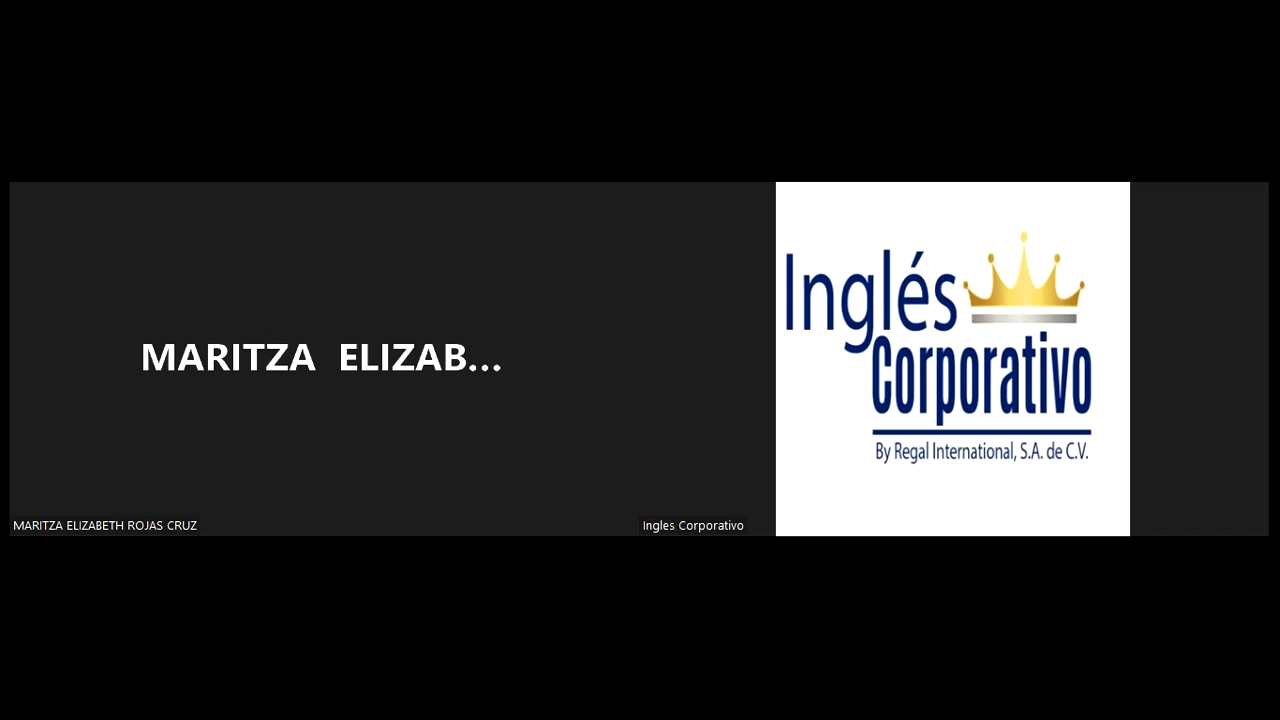 MARITZA ELIZAB...
MARITZA ELIZABETH ROJAS CRUZ
Ingles Corporativo
Inglés
Corporativo
By Regal International, S.A. de C.V.